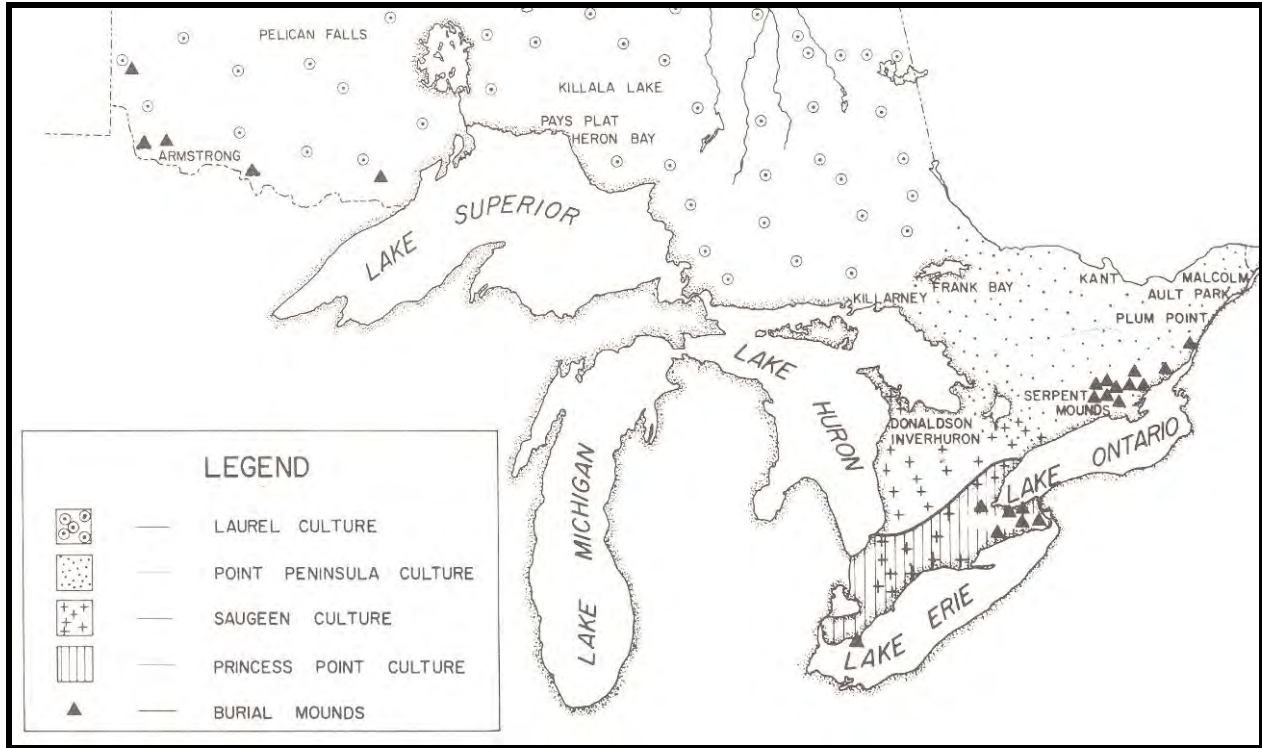 PELICAN FALLS
KILLALA LAKE
PAYS PLAT
HERON BAY
ARMSTRONG
LAKE SUPERIOR
KILLARNEY
FRANK BAY
KANT
MALCOLM
AULT PARK
PLUM POINT
LAKE HURON
SERPENT
MOUNDS
DONALDSON
INVERHURON
LAKE ONTARIO
LAKE MICHIGAN
LAKE ERIE
LEGEND
LAUREL CULTURE
POINT PENINSULA CULTURE
SAUGEEN CULTURE
PRINCESS POINT CULTURE
BURIAL MOUNDS